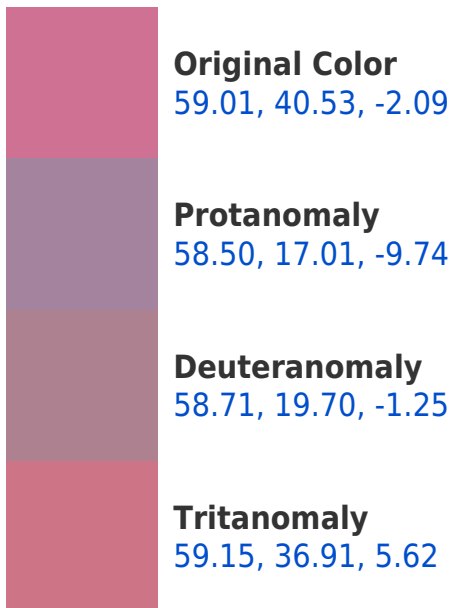 Original Color
59.01, 40.53, -2.09
Protanomaly
58.50, 17.01, -9.74
Deuteranomaly
58.71, 19.70, -1.25
Tritanomaly
59.15, 36.91, 5.62